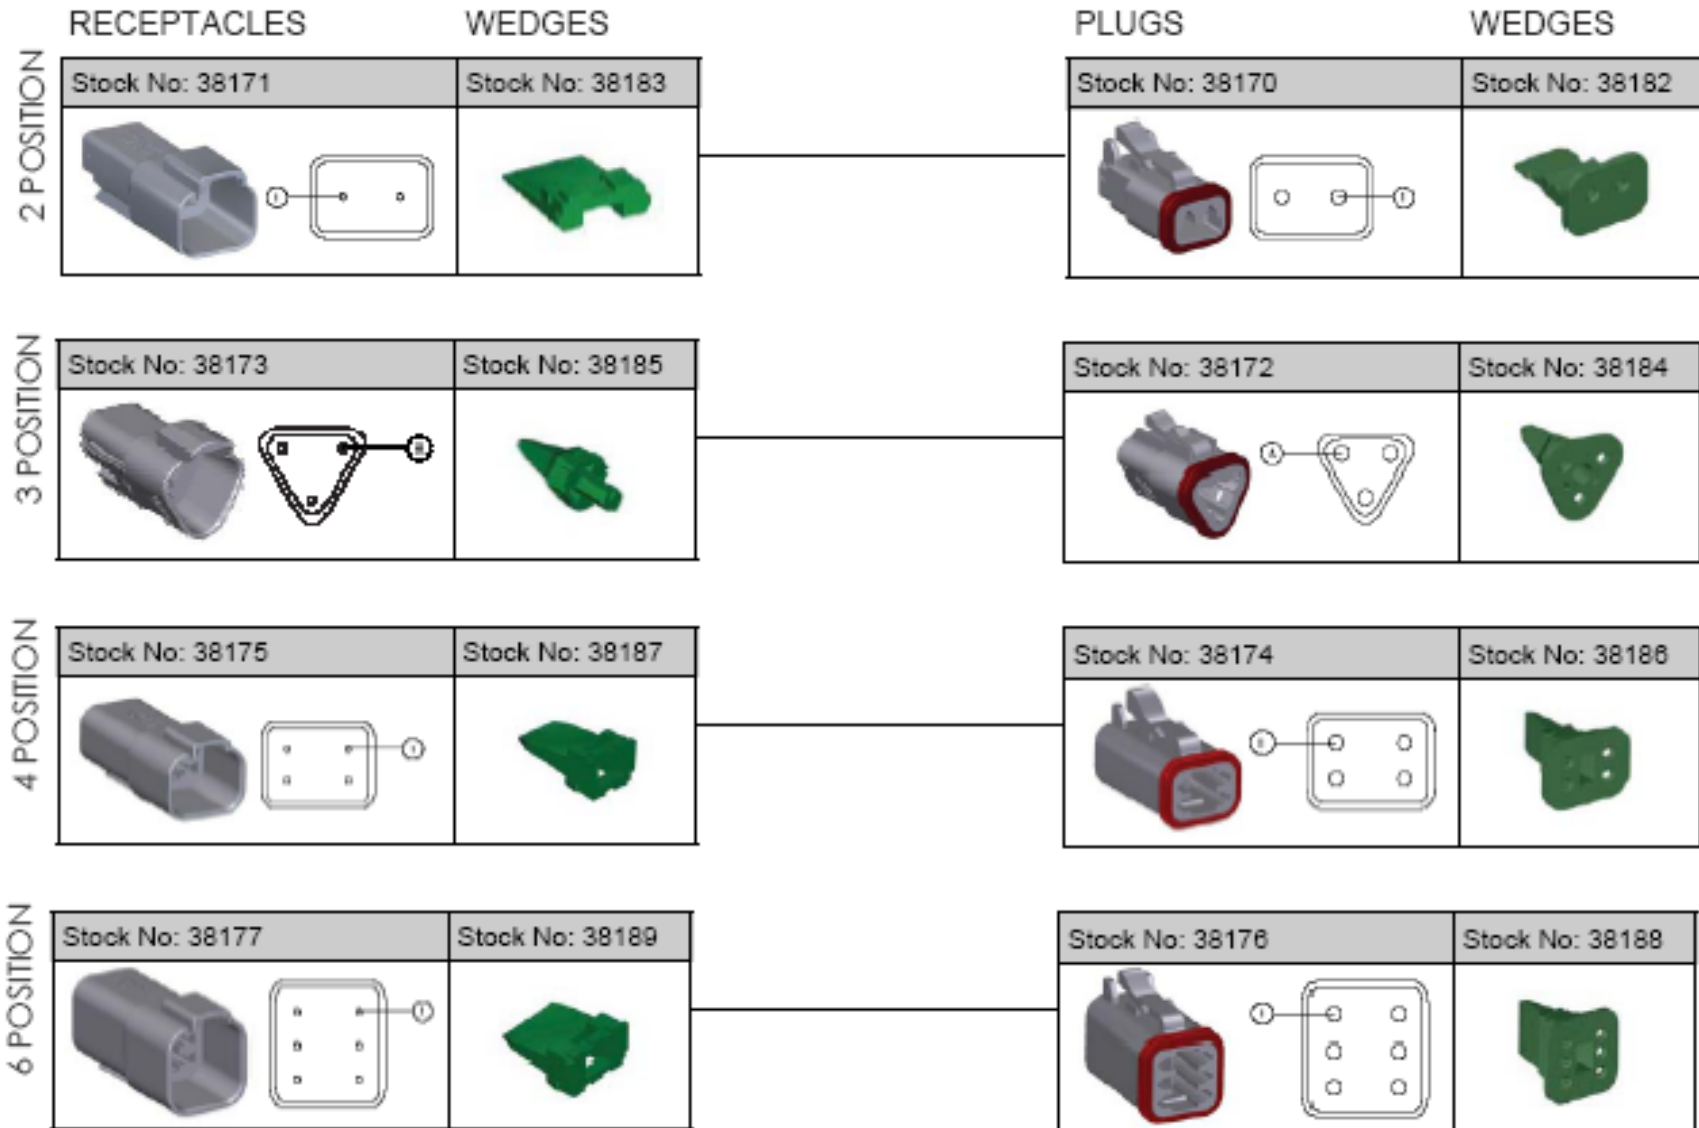 RECEPTACLES WEDGES PLUGS WEDGES
2 POSITION
Stock No: 38171 Stock No: 38183 Stock No: 38170 Stock No: 38182
3 POSITION
Stock No: 38173 Stock No: 38185 Stock No: 38172 Stock No: 38184
A
4 POSITION
Stock No: 38175 Stock No: 38187 Stock No: 38174 Stock No: 38186
6 POSITION
Stock No: 38177 Stock No: 38189 Stock No: 38176 Stock No: 38188